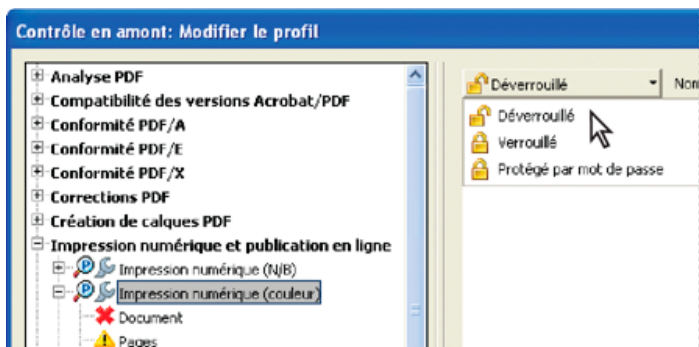 Contrôle en amont: Modifier le profil
Analyse PDF
Compatibilité des versions Acrobat/PDF
Conformité PDF/A
Conformité PDF/E
Conformité PDF/X
Corrections PDF
Création de calques PDF
Impression numérique et publication en ligne
Impression numérique (N/B)
Impression numérique (couleur)
Document
Pages
Déverrouillé
Déverrouillé
Verrouillé
Protégé par mot de passe